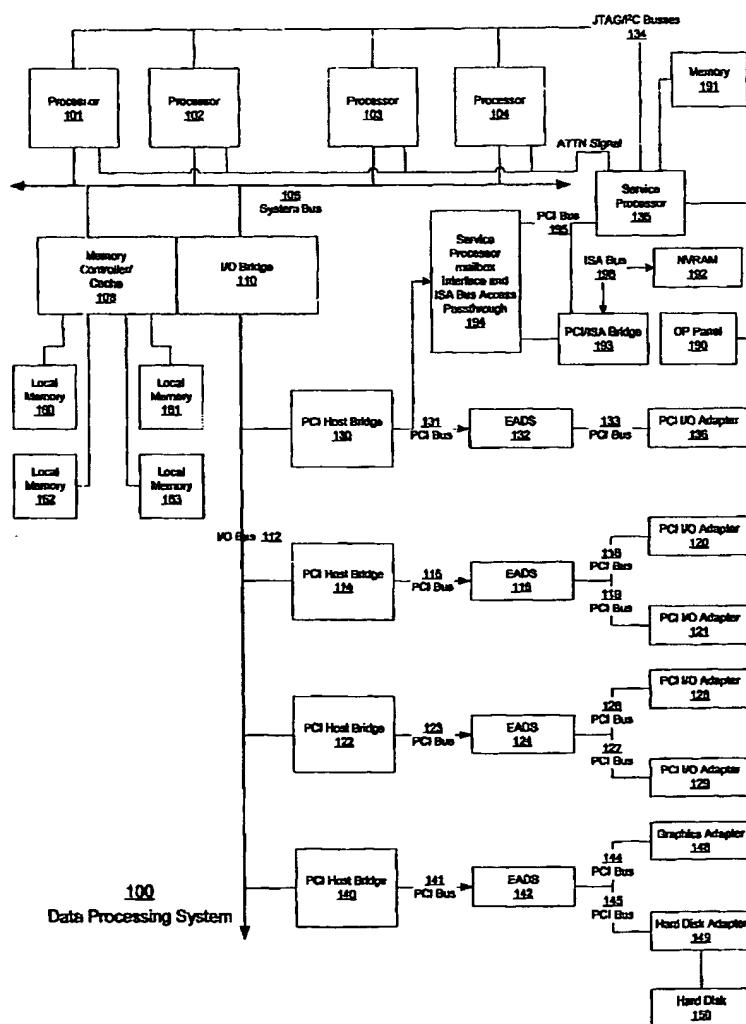 JTAG/I²C Busses
134
Processor
101
Processor
102
Processor
103
Processor
104
Memory
191
ATTN Signal
Service
Processor
135
System Bus
Memory
Controller/
Cache
108
I/O Bridge
110
Service
Processor
mailbox
Interface and
ISA Bus Access
Passthrough
194
PCI Bus
195
ISA Bus
196
NVRAM
192
PCI/ISA Bridge
193
OP Panel
190
Local
Memory
160
Local
Memory
161
Local
Memory
162
Local
Memory
163
PCI Host Bridge
130
131
PCI Bus
EADS
132
133
PCI Bus
PCI I/O Adapter
136
I/O Bus 112
PCI Host Bridge
114
115
PCI Bus
EADS
116
118
PCI Bus
119
PCI Bus
PCI I/O Adapter
120
PCI I/O Adapter
121
PCI Host Bridge
122
123
PCI Bus
EADS
124
126
PCI Bus
127
PCI Bus
PCI I/O Adapter
128
PCI I/O Adapter
129
PCI Host Bridge
140
141
PCI Bus
EADS
142
144
PCI Bus
145
PCI Bus
Graphics Adapter
148
Hard Disk Adapter
149
Hard Disk
150
100
Data Processing System